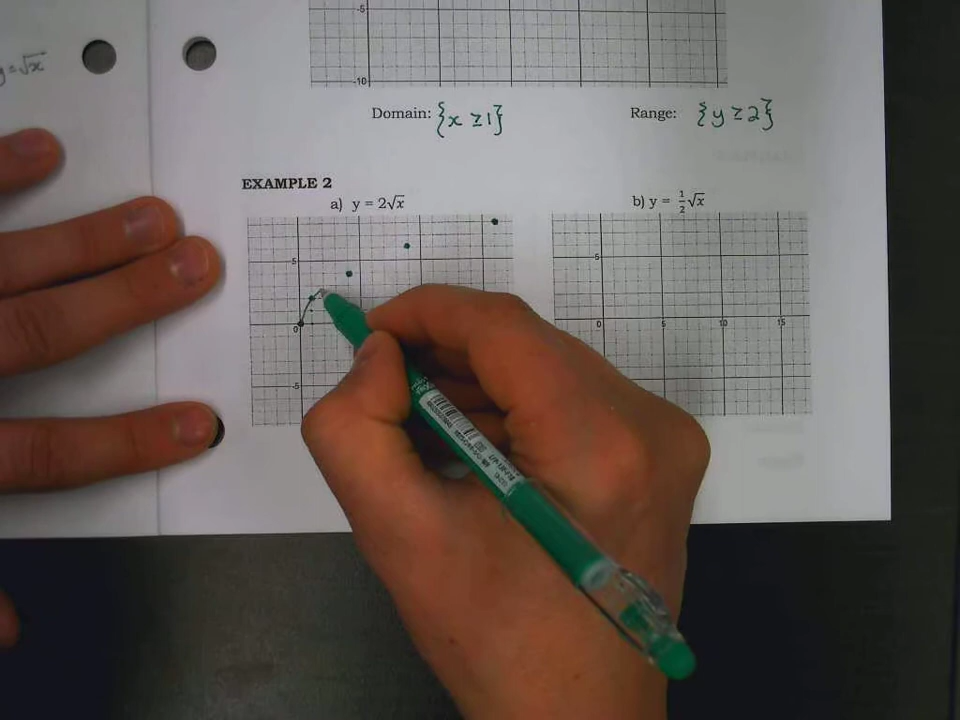 y = √x
-5
-10
Domain: {x ≥ 1}
Range: {y ≥ 2}
EXAMPLE 2
a) y = 2√x
b) y = 1/2 √x
5
0
-5
5
0
5
10
15